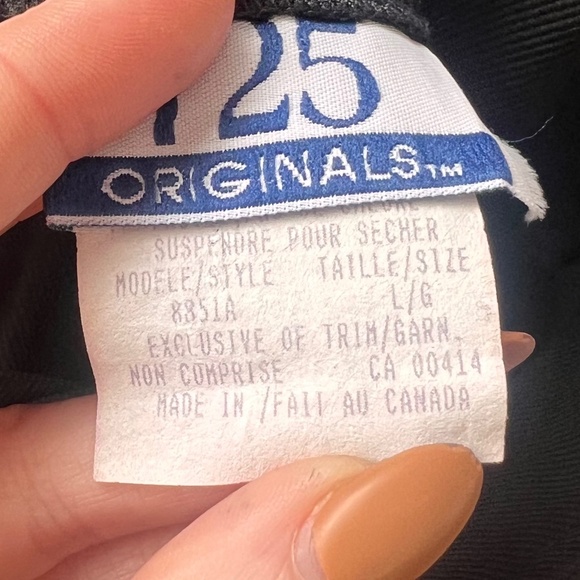 725
ORIGINALS™
SUSPENDRE POUR SECHER
MODELE/STYLE TAILLE/SIZE
8851A L/G
EXCLUSIVE OF TRIM/GARN.
NON COMPRISE CA 00414
MADE IN /FAIT AU CANADA